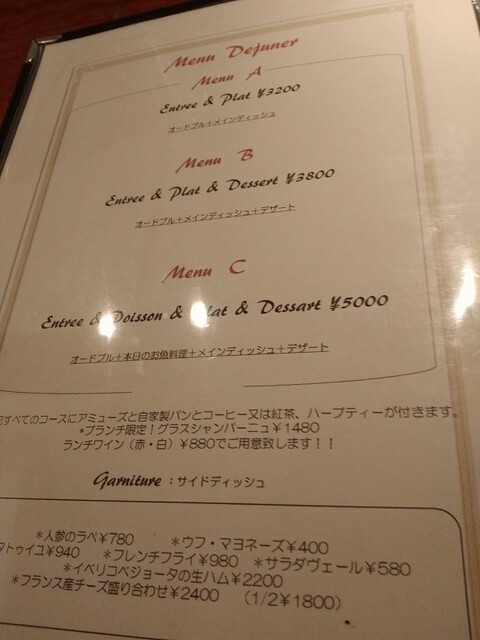 Menu Dejuner
Menu A
Entree & Plat ¥3200
オードブル+メインディッシュ
Menu B
Entree & Plat & Dessert ¥3800
オードブル+メインディッシュ+デザート
Menu C
Entree & Poisson & Plat & Dessart ¥5000
オードブル+本日のお魚料理+メインディッシュ+デザート
すべてのコースにアミューズと自家製パンとコーヒー又は紅茶、ハーブティーが付きます。
*ブランチ限定!グラスシャンパーニュ¥1480
ランチワイン(赤・白)¥880でご用意致します!!
Garniture : サイドディッシュ
*人参のラペ¥780 *ウフ・マヨネーズ¥400
タトゥイユ¥940 *フレンチフライ¥980 *サラダヴェール¥580
*イベリコベジョータの生ハム¥2200
*フランス産チーズ盛り合わせ¥2400 (1/2¥1800)